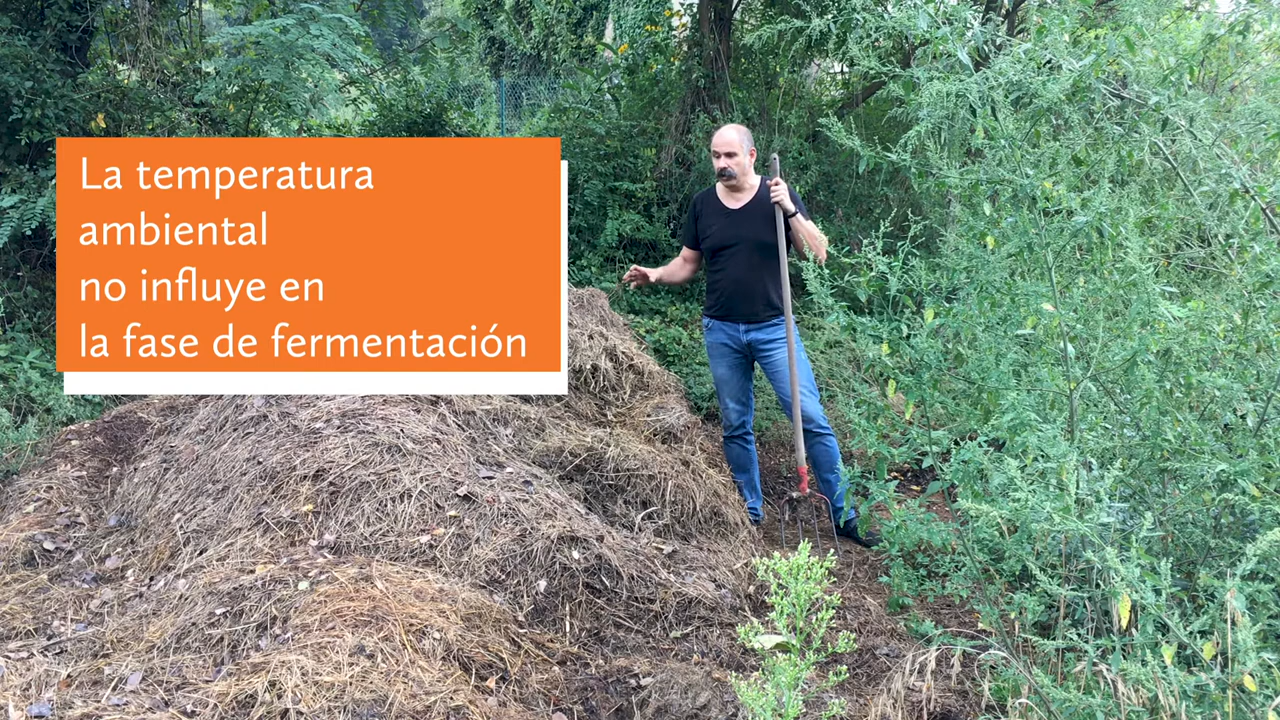 La temperatura
ambiental
no influye en
la fase de fermentación